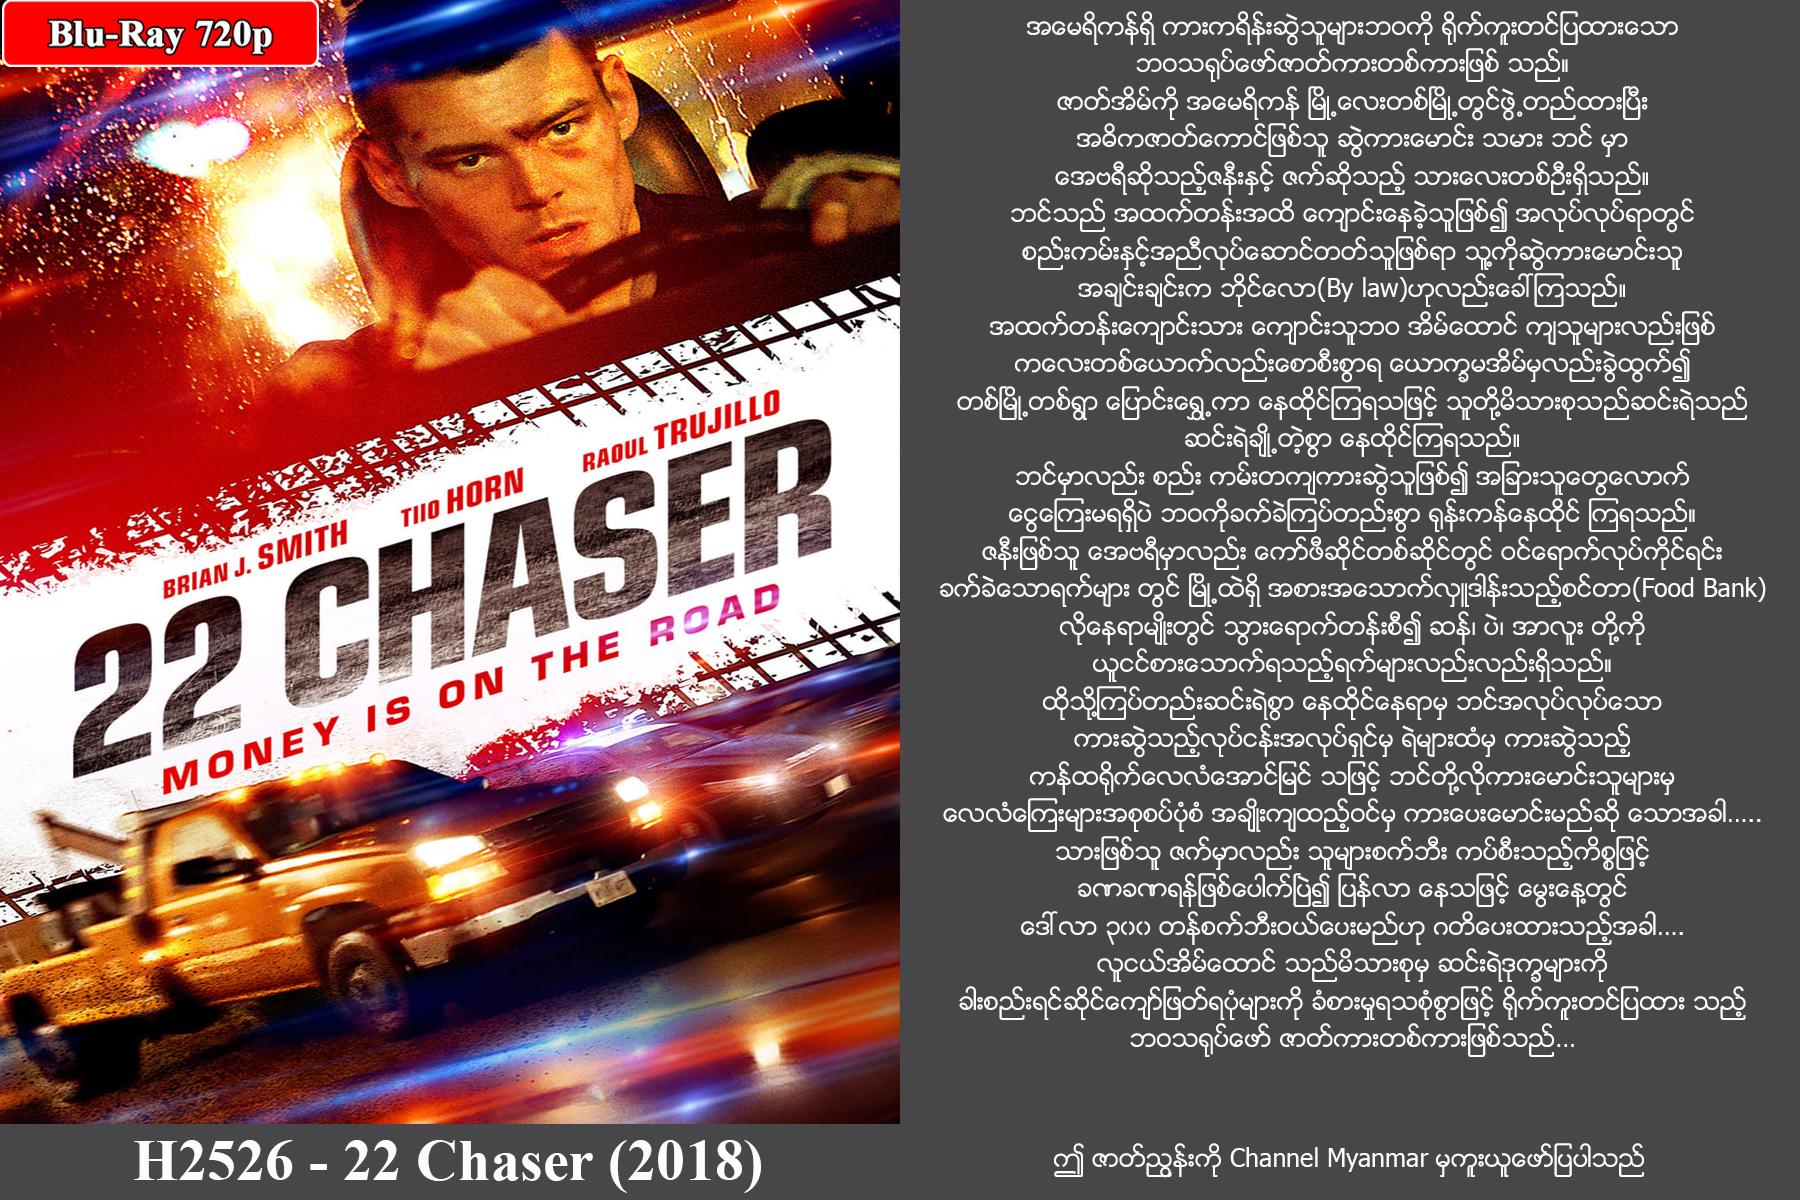 Blu-Ray 720p
BRIAN J. SMITH TIIO HORN RAOUL TRUJILLO
22 CHASER
MONEY IS ON THE ROAD
H2526 - 22 Chaser (2018)
အမေရိကန်ရှိ ကားကရိန်းဆွဲသူများဘဝကို ရိုက်ကူးတင်ပြထားသော
ဘဝသရုပ်ဖော်ဇာတ်ကားတစ်ကားဖြစ် သည်။
ဇာတ်အိမ်ကို အမေရိကန် မြို့လေးတစ်မြို့တွင်ဖွဲ့တည်ထားပြီး
အဓိကဇာတ်ကောင်ဖြစ်သူ ဆွဲကားမောင်း သမား ဘင် မှာ
အေဗရီဆိုသည့်ဇနီးနှင့် ဇက်ဆိုသည့် သားလေးတစ်ဦးရှိသည်။
ဘင်သည် အထက်တန်းအထိ ကျောင်းနေခဲ့သူဖြစ်၍ အလုပ်လုပ်ရာတွင်
စည်းကမ်းနှင့်အညီလုပ်ဆောင်တတ်သူဖြစ်ရာ သူ့ကိုဆွဲကားမောင်းသူ
အချင်းချင်းက ဘိုင်လော(By law)ဟုလည်းခေါ်ကြသည်။
အထက်တန်းကျောင်းသား ကျောင်းသူဘဝ အိမ်ထောင် ကျသူများလည်းဖြစ်
ကလေးတစ်ယောက်လည်းစောစီးစွာရ ယောက္ခမအိမ်မှလည်းခွဲထွက်၍
တစ်မြို့တစ်ရွာ ပြောင်းရွှေ့ကာ နေထိုင်ကြရသဖြင့် သူတို့မိသားစုသည်ဆင်းရဲသည်
ဆင်းရဲချို့တဲ့စွာ နေထိုင်ကြရသည်။
ဘင်မှာလည်း စည်း ကမ်းတကျကားဆွဲသူဖြစ်၍ အခြားသူတွေလောက်
ငွေကြေးမရရှိပဲ ဘဝကိုခက်ခဲကြပ်တည်းစွာ ရုန်းကန်နေထိုင် ကြရသည်။
ဇနီးဖြစ်သူ အေဗရီမှာလည်း ကော်ဖီဆိုင်တစ်ဆိုင်တွင် ဝင်ရောက်လုပ်ကိုင်ရင်း
ခက်ခဲသောရက်များ တွင် မြို့ထဲရှိ အစားအသောက်လှူဒါန်းသည့်စင်တာ(Food Bank)
လိုနေရာမျိုးတွင် သွားရောက်တန်းစီ၍ ဆန်၊ ပဲ၊ အာလူး တို့ကို
ယူငင်စားသောက်ရသည့်ရက်များလည်းလည်းရှိသည်။
ထိုသို့ကြပ်တည်းဆင်းရဲစွာ နေထိုင်နေရာမှ ဘင်အလုပ်လုပ်သော
ကားဆွဲသည့်လုပ်ငန်းအလုပ်ရှင်မှ ရဲများထံမှ ကားဆွဲသည့်
ကန်ထရိုက်လေလံအောင်မြင် သဖြင့် ဘင်တို့လိုကားမောင်းသူများမှ
လေလံကြေးများအစုစပ်ပုံစံ အချိုးကျထည့်ဝင်မှ ကားပေးမောင်းမည်ဆို သောအခါ.....
သားဖြစ်သူ ဇက်မှာလည်း သူများစက်ဘီး ကပ်စီးသည့်ကိစ္စဖြင့်
ခဏခဏရန်ဖြစ်ပေါက်ပြဲ၍ ပြန်လာ နေသဖြင့် မွေးနေ့တွင်
ဒေါ်လာ ၃၀၀ တန်စက်ဘီးဝယ်ပေးမည်ဟု ဂတိပေးထားသည့်အခါ....
လူငယ်အိမ်ထောင် သည်မိသားစုမှ ဆင်းရဲဒုက္ခများကို
ခါးစည်းရင်ဆိုင်ကျော်ဖြတ်ရပုံများကို ခံစားမှုရသစုံစွာဖြင့် ရိုက်ကူးတင်ပြထား သည့်
ဘဝသရုပ်ဖော် ဇာတ်ကားတစ်ကားဖြစ်သည်...
ဤ ဇာတ်ညွှန်းကို Channel Myanmar မှကူးယူဖော်ပြပါသည်